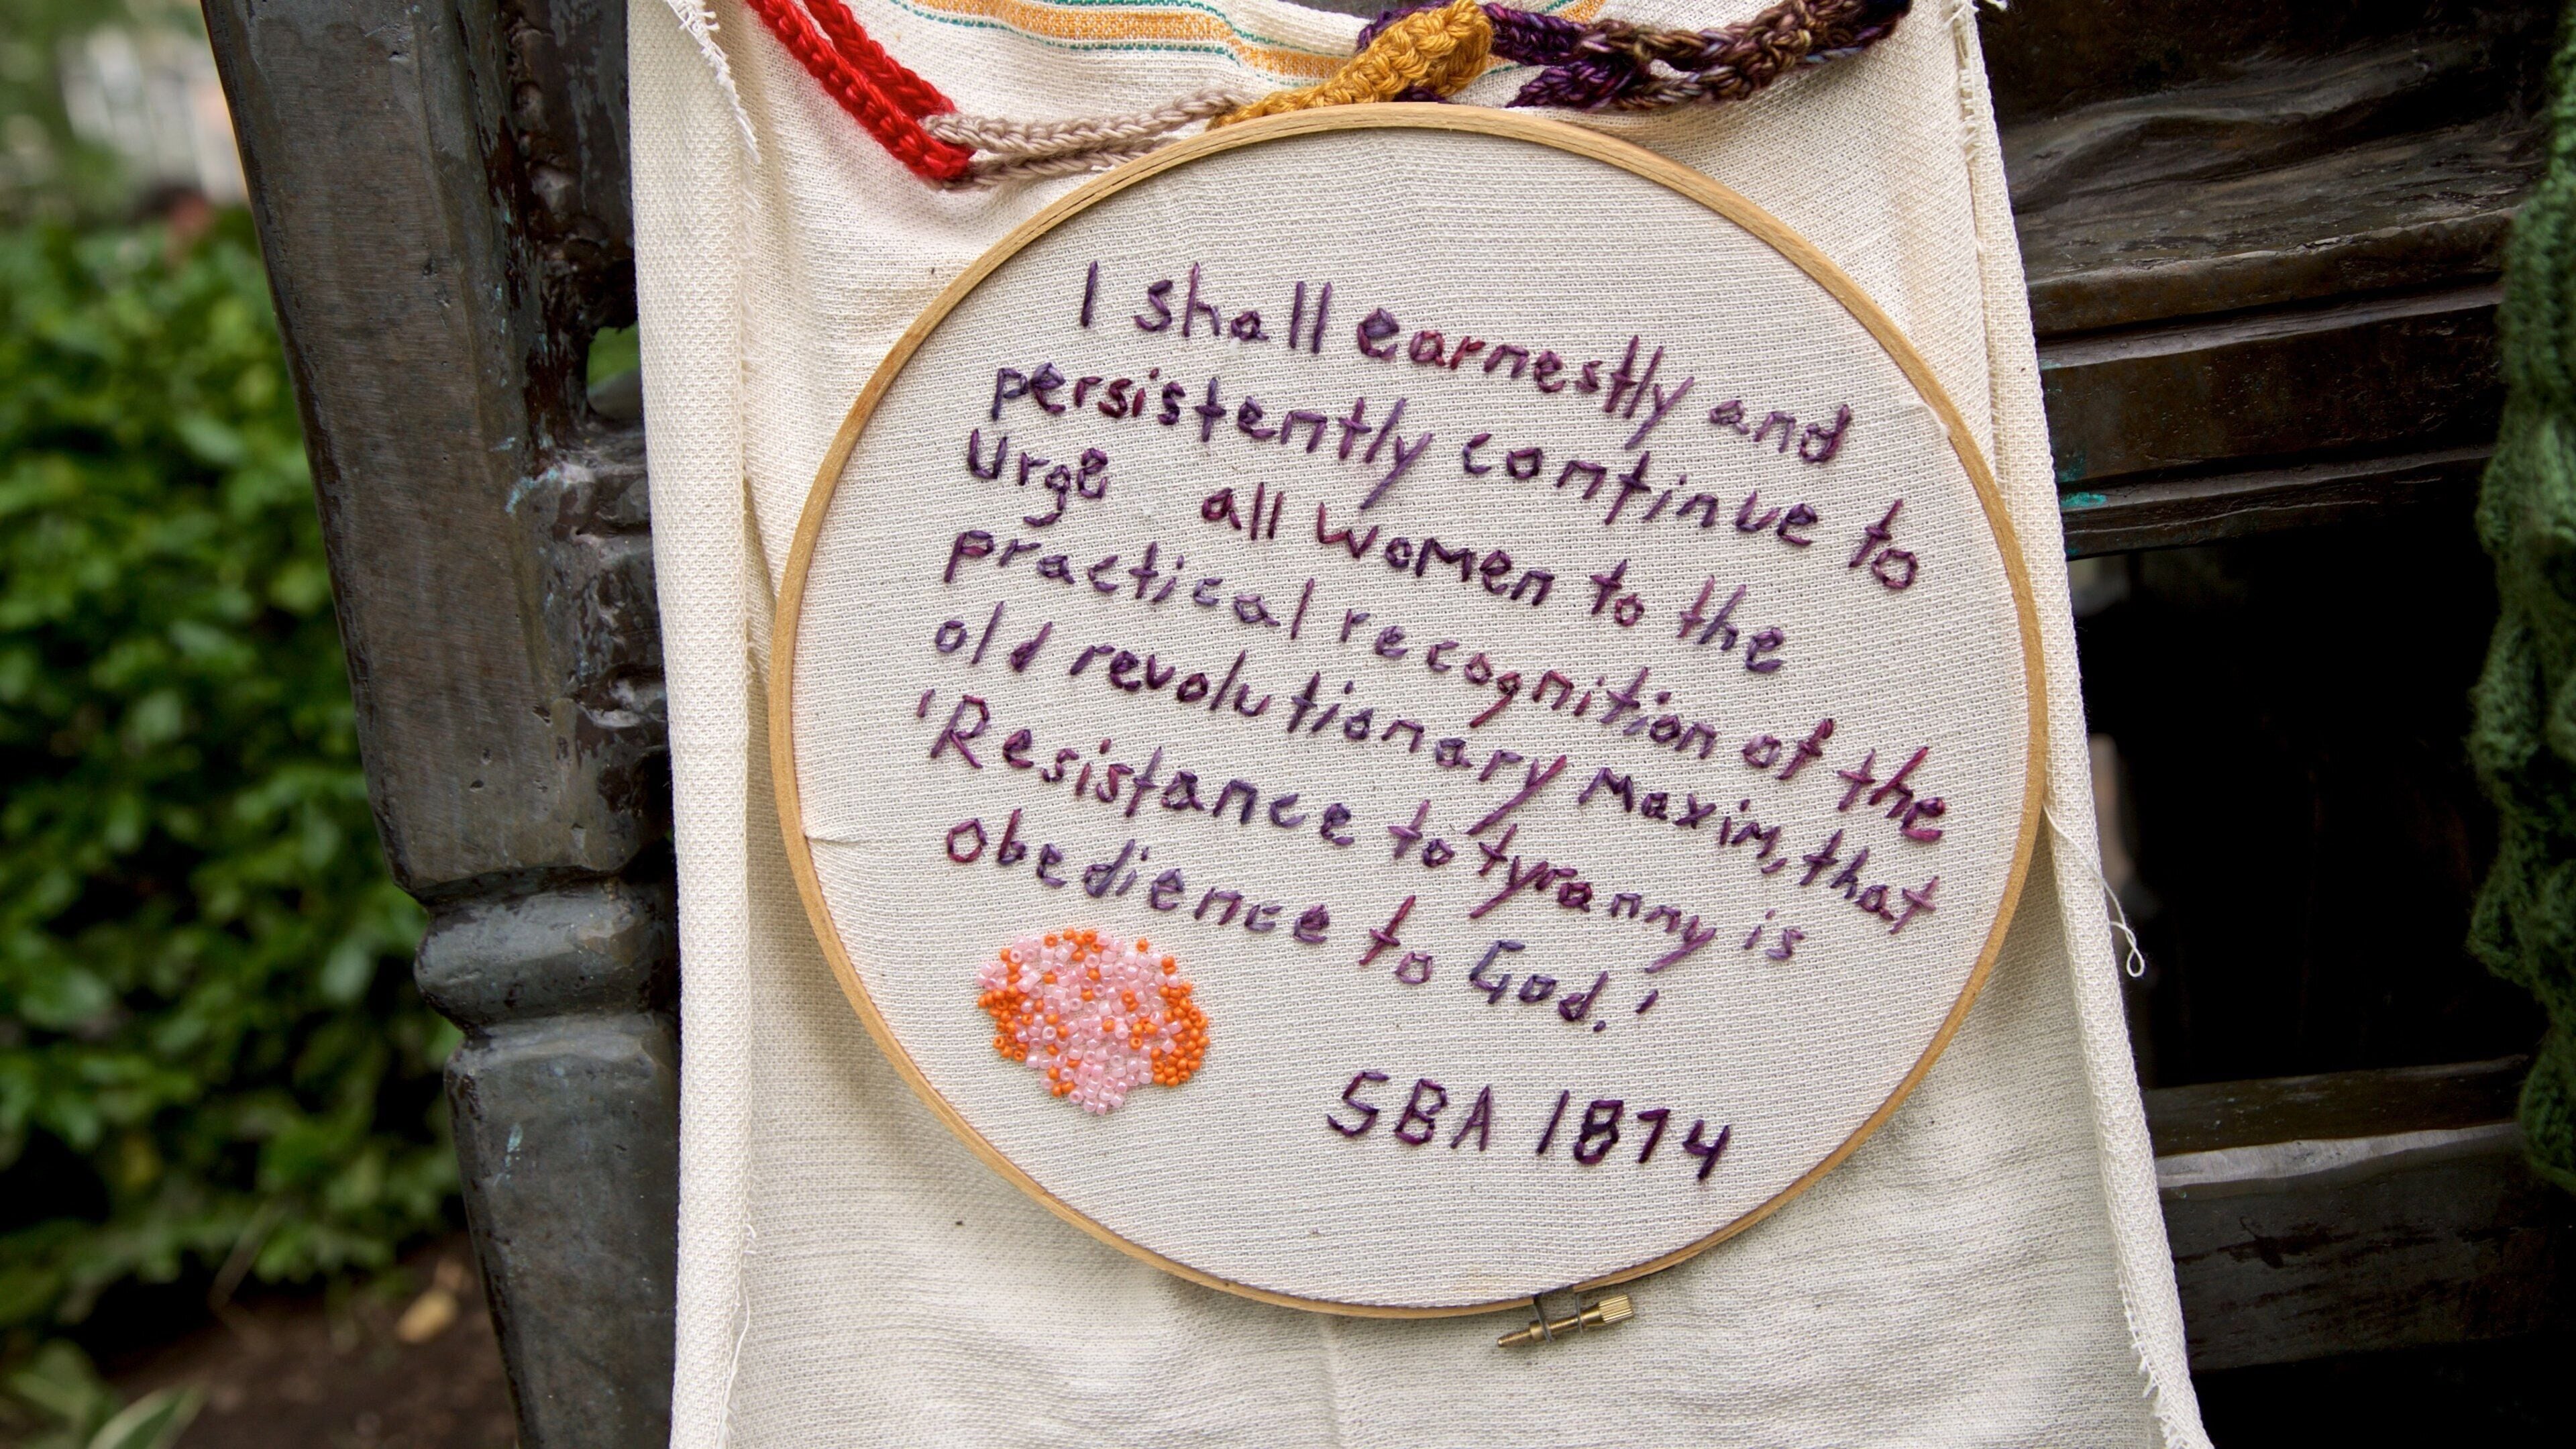 I shall earnestly and
persistently continue to
Urge all women to the
practical recognition of the
old revolutionary Maxim, that
'Resistance to tyranny is
Obedience to God.'
SBA 1874